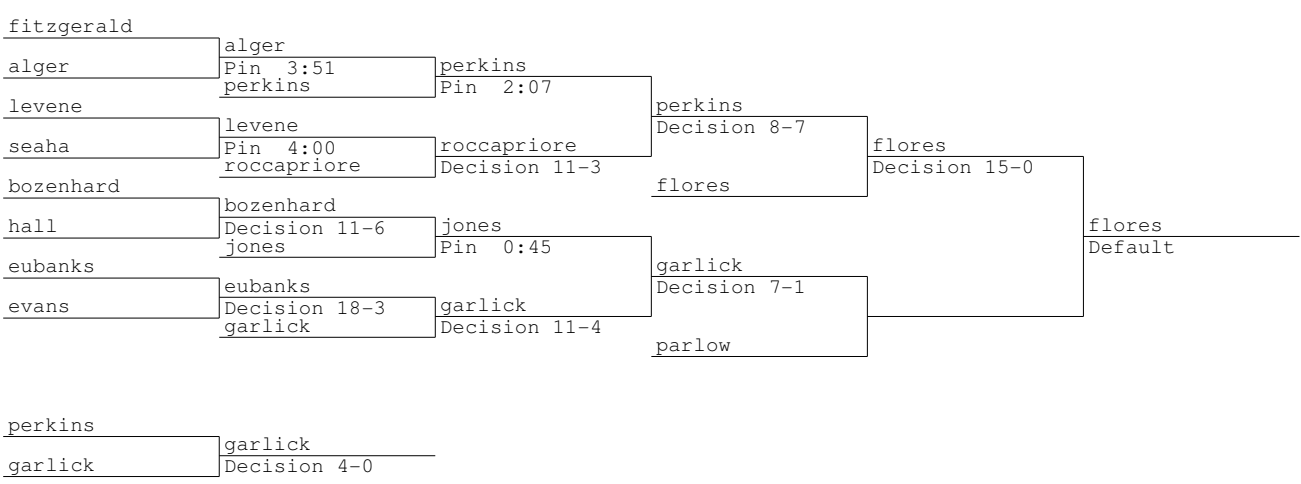 fitzgerald
alger
alger
Pin 3:51
perkins
perkins
Pin 2:07
levene
perkins
levene
Decision 8-7
seaha
Pin 4:00
roccapriore
flores
roccapriore
Decision 11-3
Decision 15-0
bozenhard
flores
bozenhard
hall
Decision 11-6
jones
flores
jones
Pin 0:45
Default
eubanks
garlick
eubanks
Decision 7-1
evans
Decision 18-3
garlick
garlick
Decision 11-4
parlow
perkins
garlick
garlick
Decision 4-0